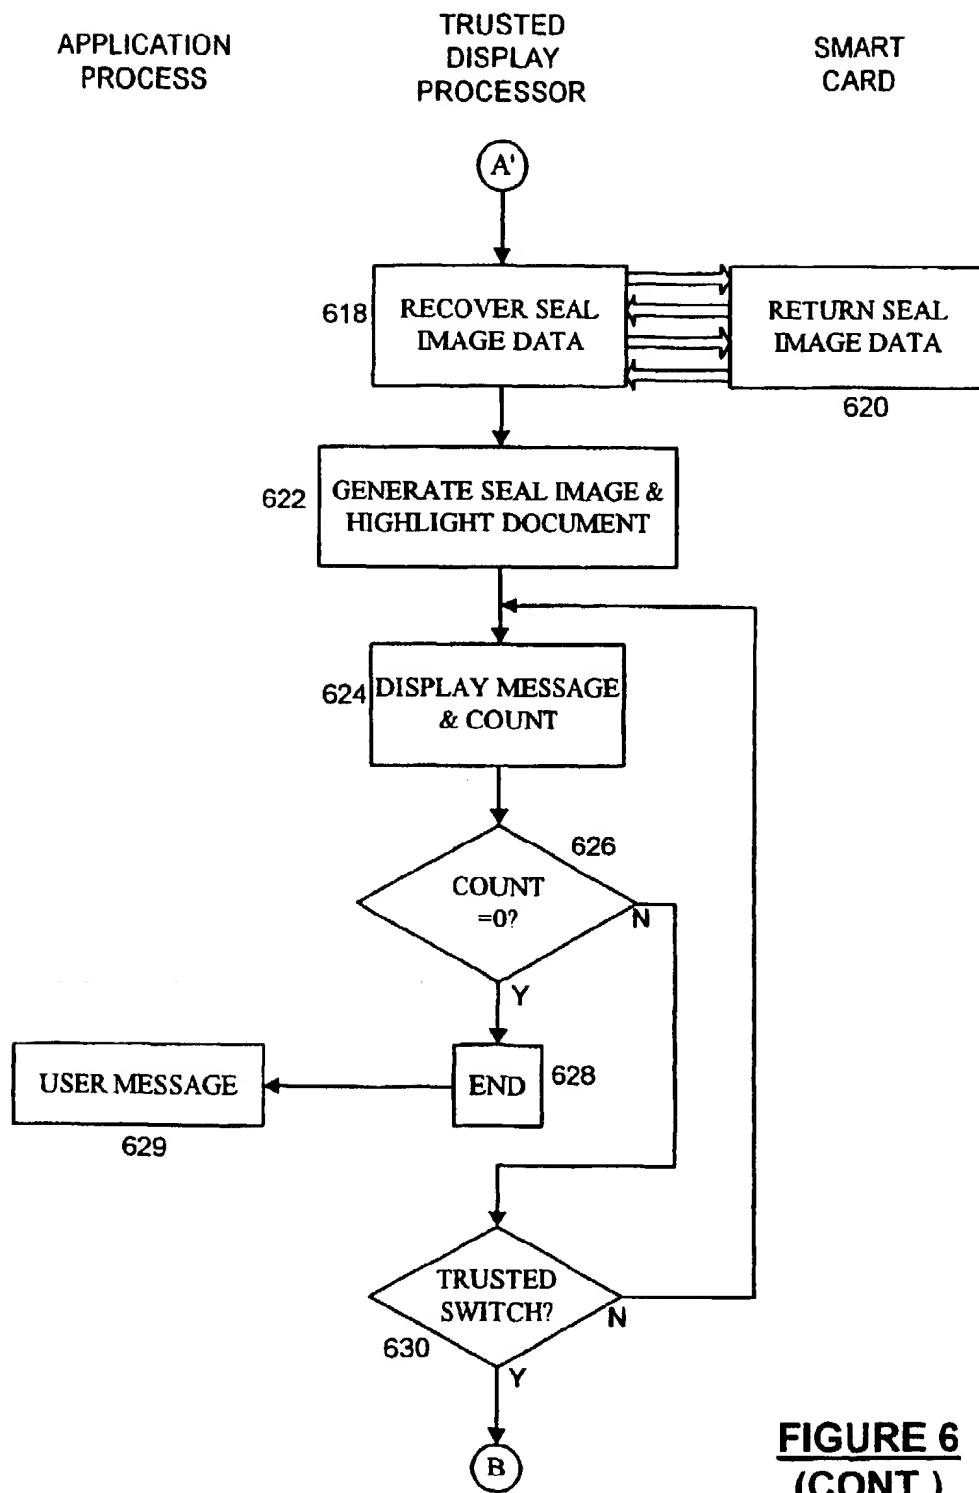 APPLICATION
PROCESS
TRUSTED
DISPLAY
PROCESSOR
SMART
CARD
A'
618
RECOVER SEAL
IMAGE DATA
RETURN SEAL
IMAGE DATA
620
622
GENERATE SEAL IMAGE &
HIGHLIGHT DOCUMENT
624
DISPLAY MESSAGE
& COUNT
626
COUNT
=0?
N
Y
USER MESSAGE
629
END
628
TRUSTED
SWITCH?
N
630
Y
B
FIGURE 6
(CONT.)